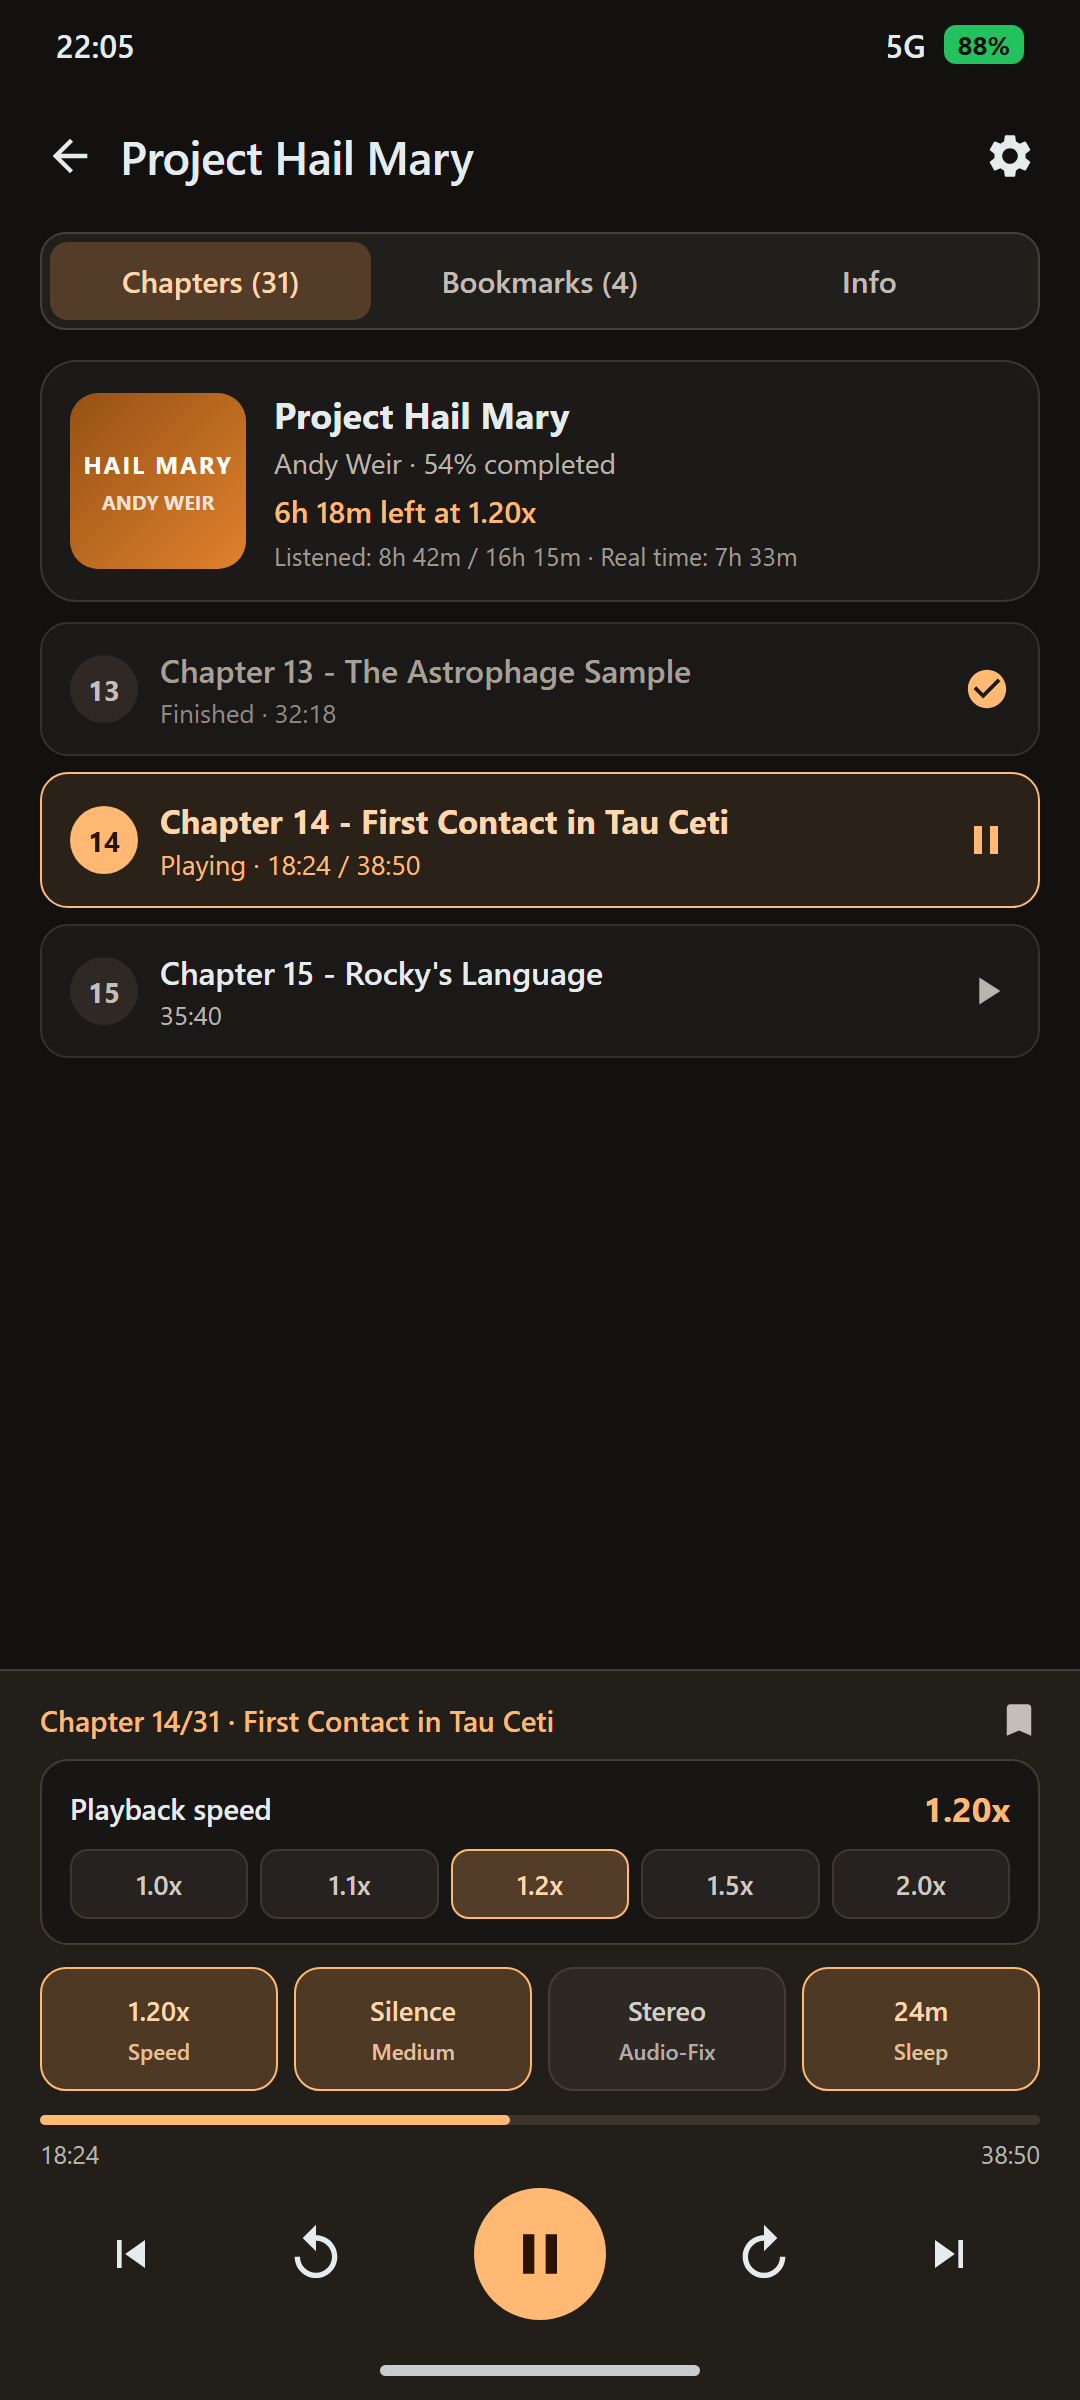 22:05
5G 88%
Project Hail Mary
Chapters (31) Bookmarks (4) Info
HAIL MARY
ANDY WEIR
Project Hail Mary
Andy Weir · 54% completed
6h 18m left at 1.20x
Listened: 8h 42m / 16h 15m · Real time: 7h 33m
13
Chapter 13 - The Astrophage Sample
Finished · 32:18
14
Chapter 14 - First Contact in Tau Ceti
Playing · 18:24 / 38:50
15
Chapter 15 - Rocky's Language
35:40
Chapter 14/31 · First Contact in Tau Ceti
Playback speed 1.20x
1.0x 1.1x 1.2x 1.5x 2.0x
1.20x Silence Stereo 24m
Speed Medium Audio-Fix Sleep
18:24 38:50